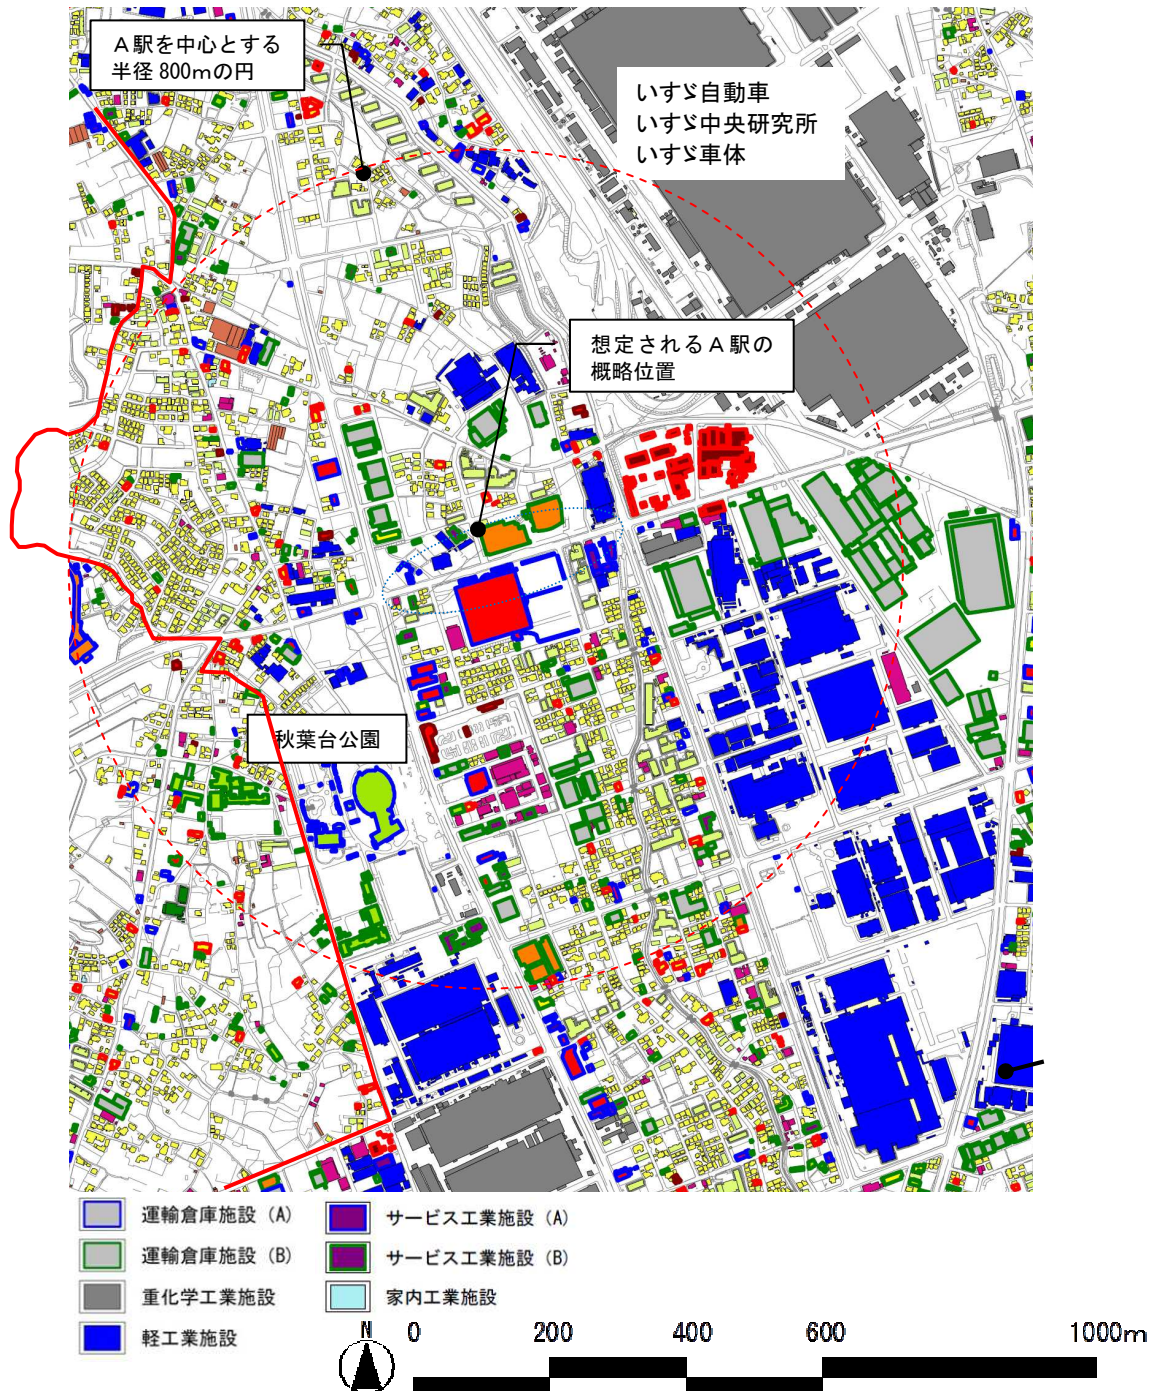 A駅を中心とする
半径800mの円
いすゞ自動車
いすゞ中央研究所
いすゞ車体
想定されるA駅の
概略位置
秋葉台公園
運輸倉庫施設(A)
運輸倉庫施設(B)
重化学工業施設
軽工業施設
サービス工業施設(A)
サービス工業施設(B)
家内工業施設
N
0 200 400 600 1000m